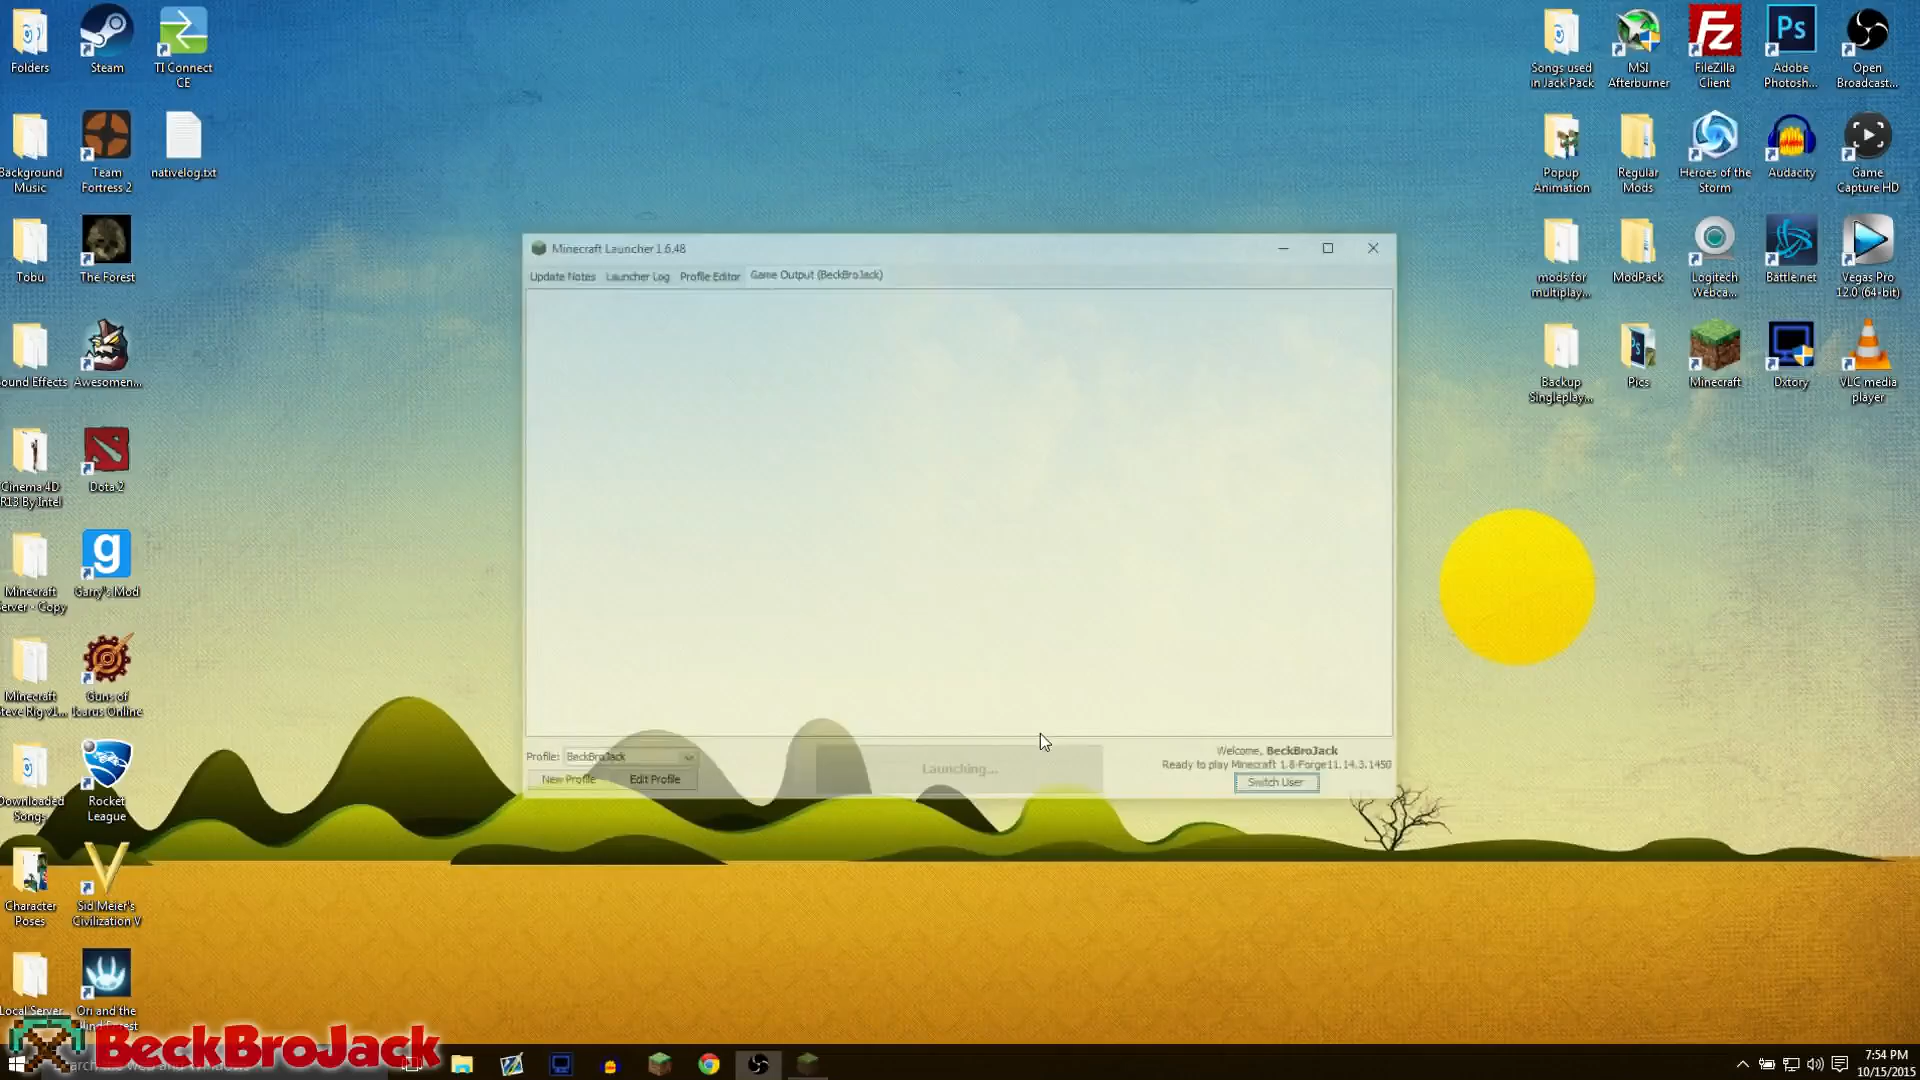 Folders
Steam
TI Connect
CE
Background
Music
Team
Fortress 2
nativelog.txt
Tobu
The Forest
ound Effects
Awesomen...
Cinema 4D
R13 By Intel
Dota 2
Minecraft
erver - Copy
Garry's Mod
Minecraft
teve Rig v1...
Guns of
Icarus Online
Downloaded
Songs
Rocket
League
Character
Poses
Sid Meier's
Civilization V
Local Server
Ori and the
Songs used
in Jack Pack
MSI
Afterburner
FileZilla
Client
Adobe
Photosh...
Open
Broadcast...
Popup
Animation
Regular
Mods
Heroes of the
Storm
Audacity
Game
Capture HD
mods for
multiplay...
ModPack
Logitech
Webca...
Battle.net
Vegas Pro
12.0 (64-bit)
Backup
Singleplay...
Pics
Minecraft
Dxtory
VLC media
player
Fz
Ps
g
Minecraft Launcher 1.6.48
Update Notes
Launcher Log
Profile Editor
Game Output (BeckBroJack)
Profile:
BeckBroJack
New Profile
Edit Profile
Launching...
Welcome, BeckBroJack
Ready to play Minecraft 1.8-Forge11.14.3.1450
Switch User
BeckBroJack
7:54 PM
10/15/2015